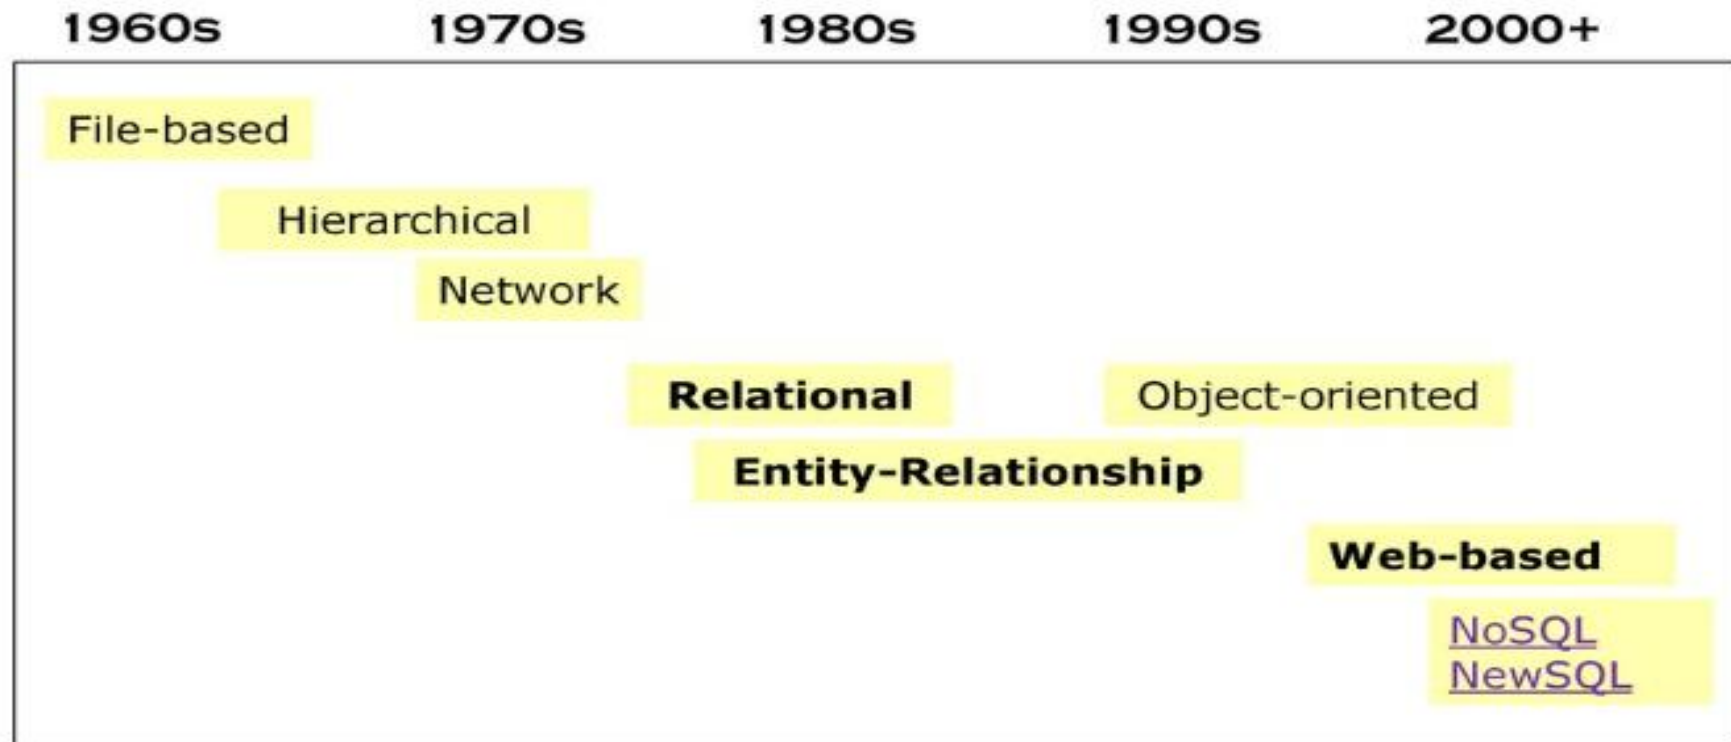 1960s 1970s 1980s 1990s 2000+
File-based
Hierarchical
Network
Relational Object-oriented
Entity-Relationship
Web-based
NoSQL
NewSQL